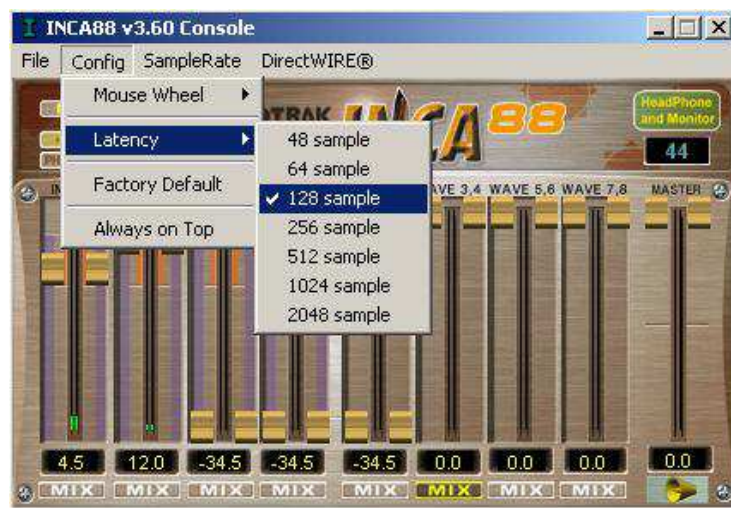 INCA88 v3.60 Console
File Config SampleRate DirectWIRE®
Mouse Wheel
Latency
Factory Default
Always on Top
48 sample
64 sample
128 sample
256 sample
512 sample
1024 sample
2048 sample
INCA 88
HeadPhone
and Monitor
44
WAVE 5,6 WAVE 7,8 MASTER
4.5 12.0 -34.5 -34.5 -34.5 0.0 0.0 0.0 0.0
MIX MIX MIX MIX MIX MIX MIX MIX